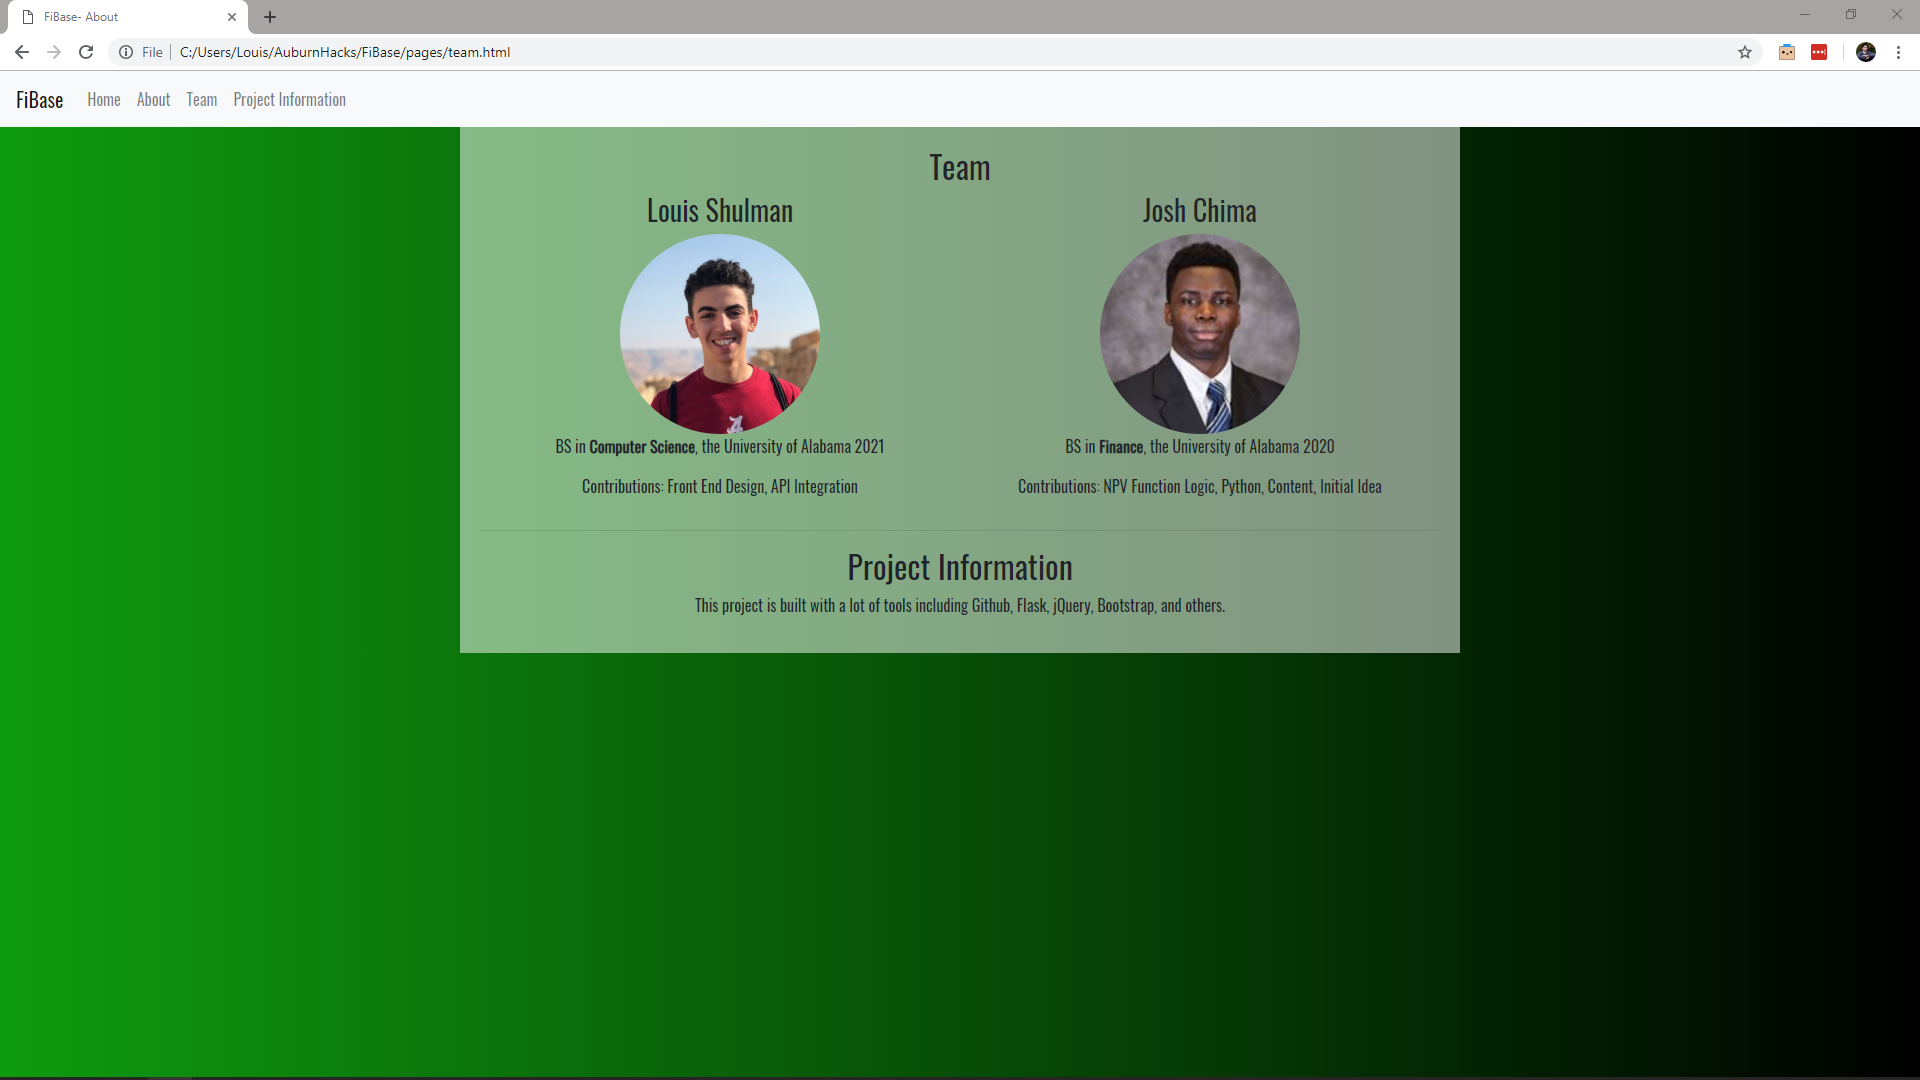 FiBase- About
File C:/Users/Louis/AuburnHacks/FiBase/pages/team.html
FiBase Home About Team Project Information
Team
Louis Shulman
Josh Chima
A
BS in Computer Science, the University of Alabama 2021
BS in Finance, the University of Alabama 2020
Contributions: Front End Design, API Integration
Contributions: NPV Function Logic, Python, Content, Initial Idea
Project Information
This project is built with a lot of tools including Github, Flask, jQuery, Bootstrap, and others.